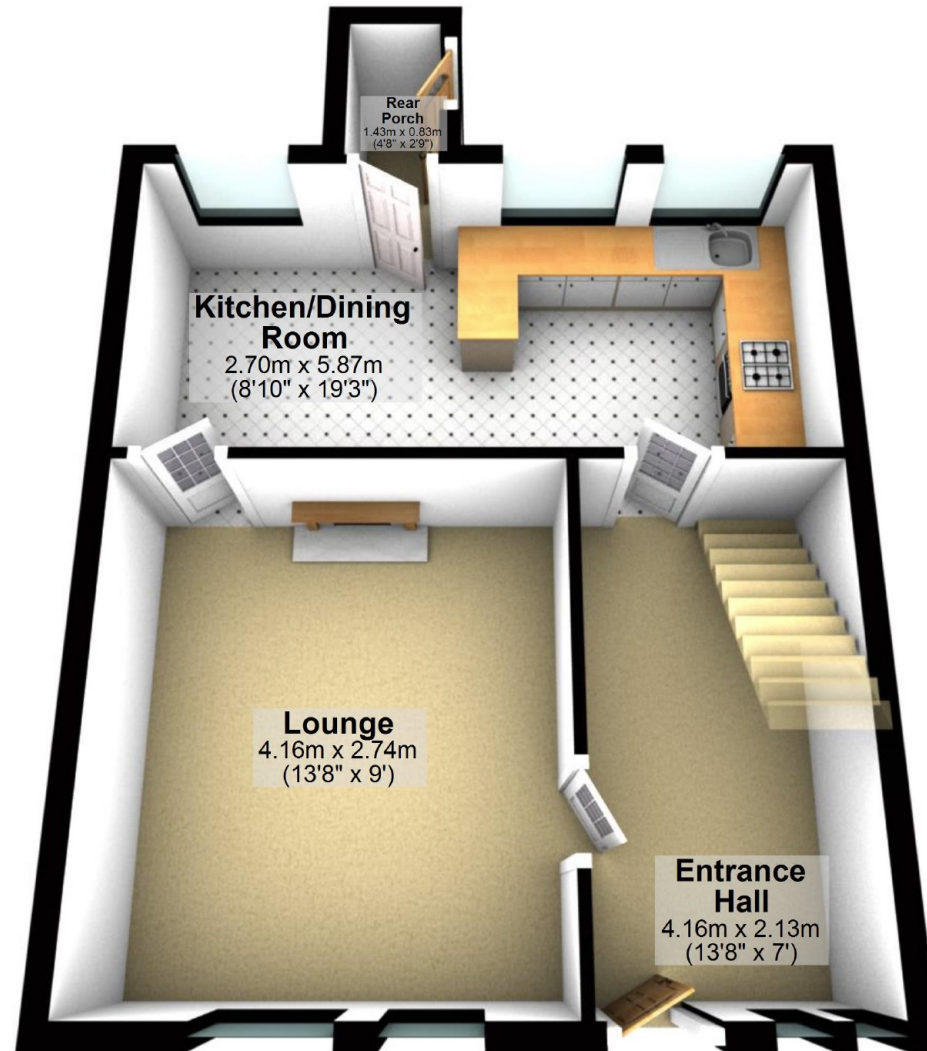 Rear
Porch
1.43m x 0.83m
(4'8" x 2'9")
Kitchen/Dining
Room
2.70m x 5.87m
(8'10" x 19'3")
Lounge
4.16m x 2.74m
(13'8" x 9')
Entrance
Hall
4.16m x 2.13m
(13'8" x 7')